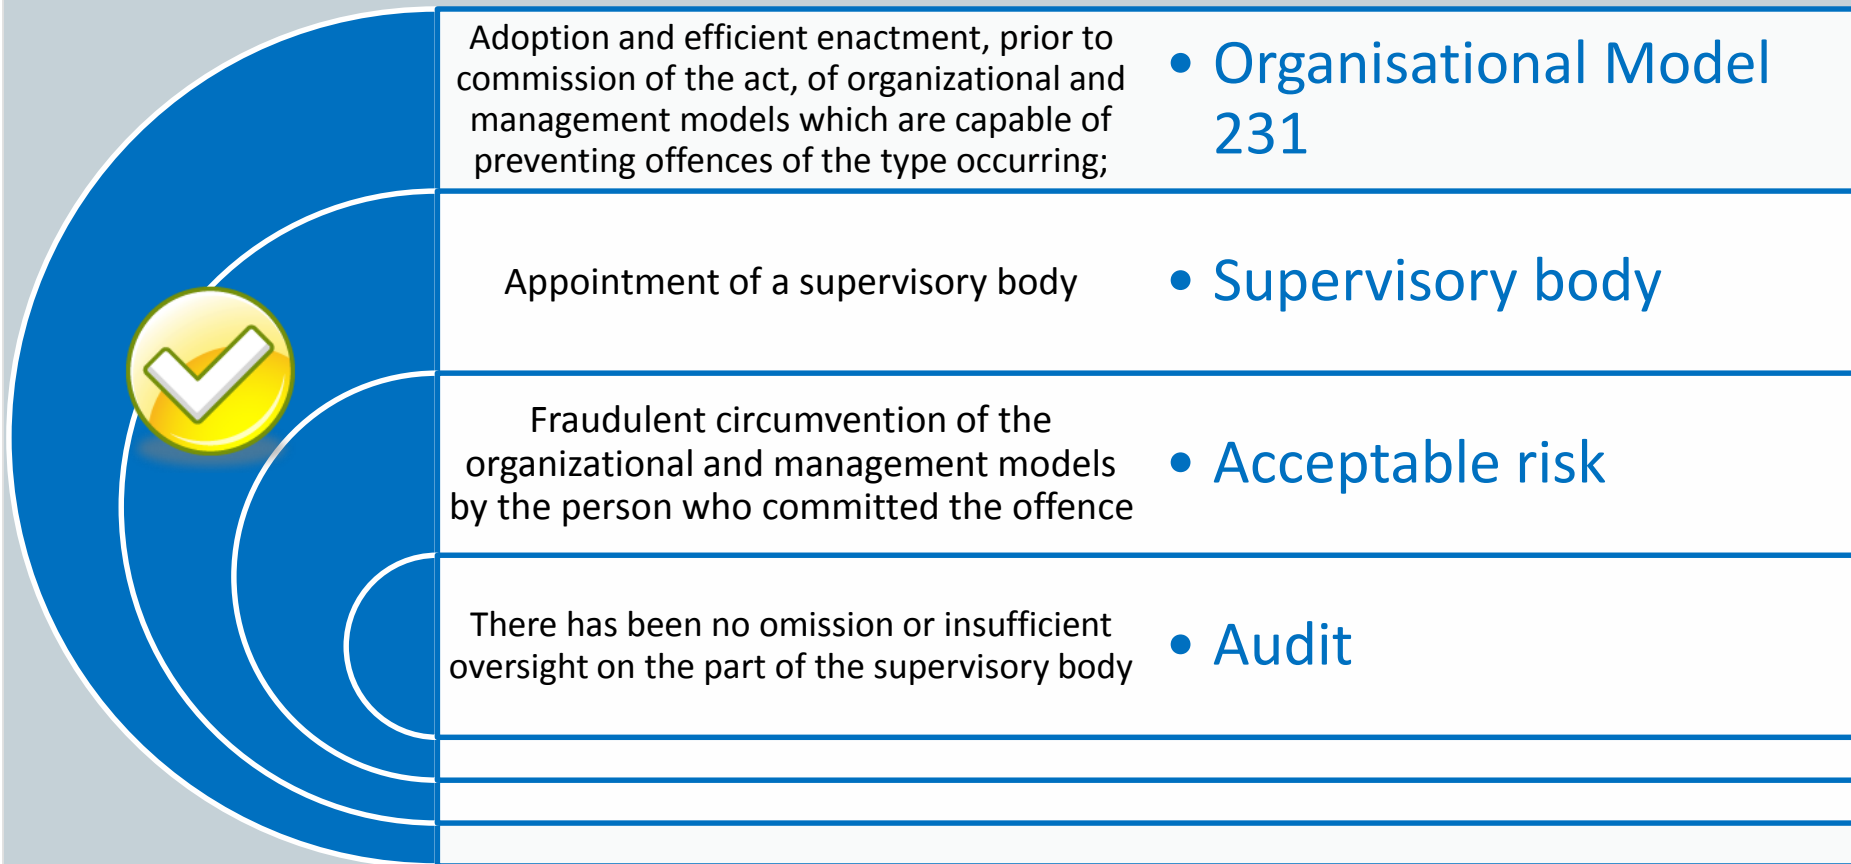 Adoption and efficient enactment, prior to
commission of the act, of organizational and
management models which are capable of
preventing offences of the type occurring;
• Organisational Model
231
Appointment of a supervisory body
• Supervisory body
Fraudulent circumvention of the
organizational and management models
by the person who committed the offence
• Acceptable risk
There has been no omission or insufficient
oversight on the part of the supervisory body
• Audit